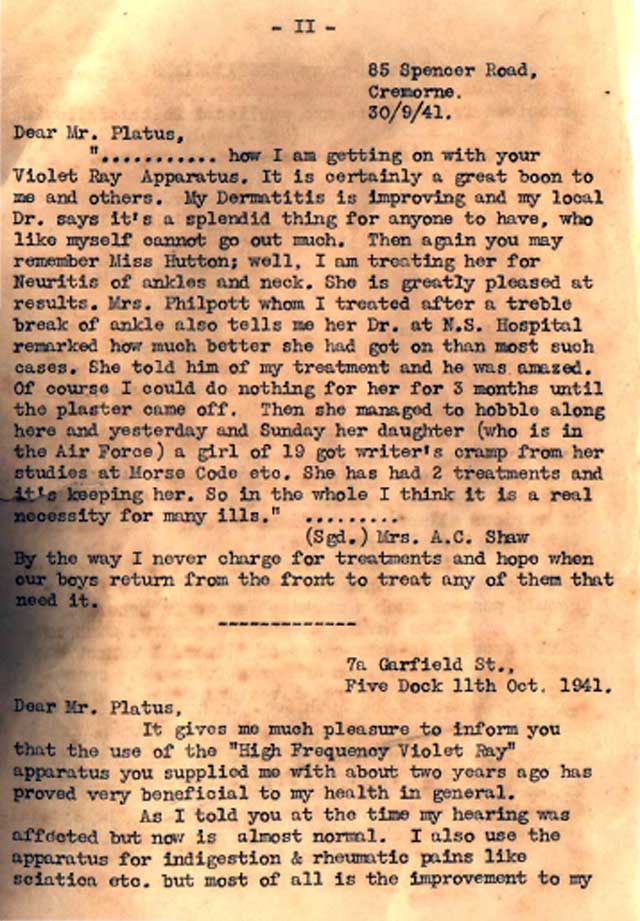 - II -
85 Spencer Road,
Cremorne.
30/9/41.
Dear Mr. Platus,
"........... how I am getting on with your
Violet Ray Apparatus. It is certainly a great boon to
me and others. My Dermatitis is improving and my local
Dr. says it's a splendid thing for anyone to have, who
like myself cannot go out much. Then again you may
remember Miss Hutton; well, I am treating her for
Neuritis of ankles and neck. She is greatly pleased at
results. Mrs. Philpott whom I treated after a treble
break of ankle also tells me her Dr. at N.S. Hospital
remarked how much better she had got on than most such
cases. She told him of my treatment and he was amazed.
Of course I could do nothing for her for 3 months until
the plaster came off. Then she managed to hobble along
here and yesterday and Sunday her daughter (who is in
the Air Force) a girl of 19 got writer's cramp from her
studies at Morse Code etc. She has had 2 treatments and
it's keeping her. So in the whole I think it is a real
necessity for many ills." .........
(Sgd.) Mrs. A.C. Shaw
By the way I never charge for treatments and hope when
our boys return from the front to treat any of them that
need it.
-------------
7a Garfield St.,
Five Dock 11th Oct. 1941.
Dear Mr. Platus,
It gives me much pleasure to inform you
that the use of the "High Frequency Violet Ray"
apparatus you supplied me with about two years ago has
proved very beneficial to my health in general.
As I told you at the time my hearing was
affdeted but now is almost normal. I also use the
apparatus for indigestion & rheumatic pains like
sciatica etc. but most of all is the improvement to my